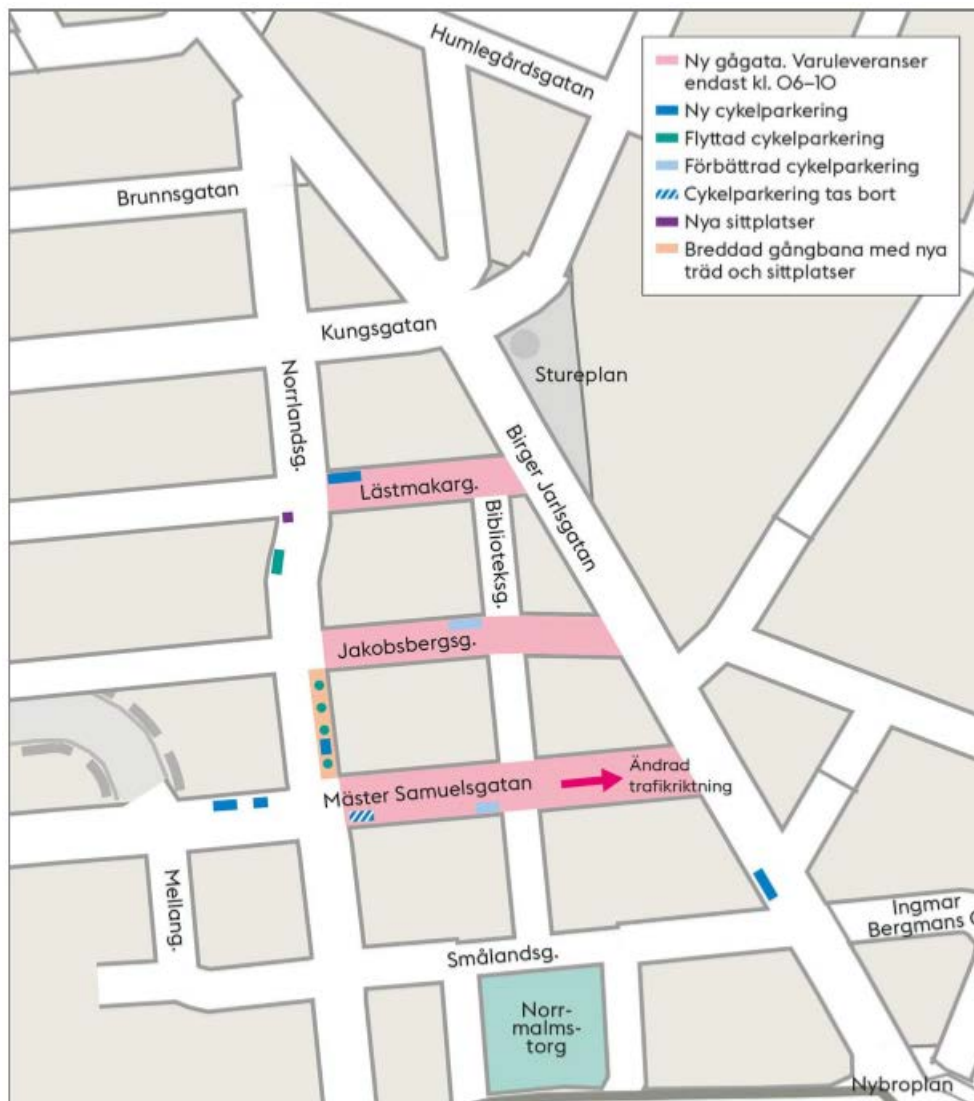 Humlegårdsgatan
Ny gågata. Varuleveranser
endast kl. 06–10
Ny cykelparkering
Flyttad cykelparkering
Förbättrad cykelparkering
Cykelparkering tas bort
Nya sittplatser
Breddad gångbana med nya
träd och sittplatser
Brunnsgatan
Kungsgatan
Stureplan
Norrlandsg.
Birger Jarlsgatan
Lästmakarg.
Biblioteksg.
Jakobsbergsg.
Mäster Samuelsgatan
Ändrad
trafikriktning
Mellang.
Ingmar
Bergmans G
Smålandsg.
Norr-
malms-
torg
Nybroplan